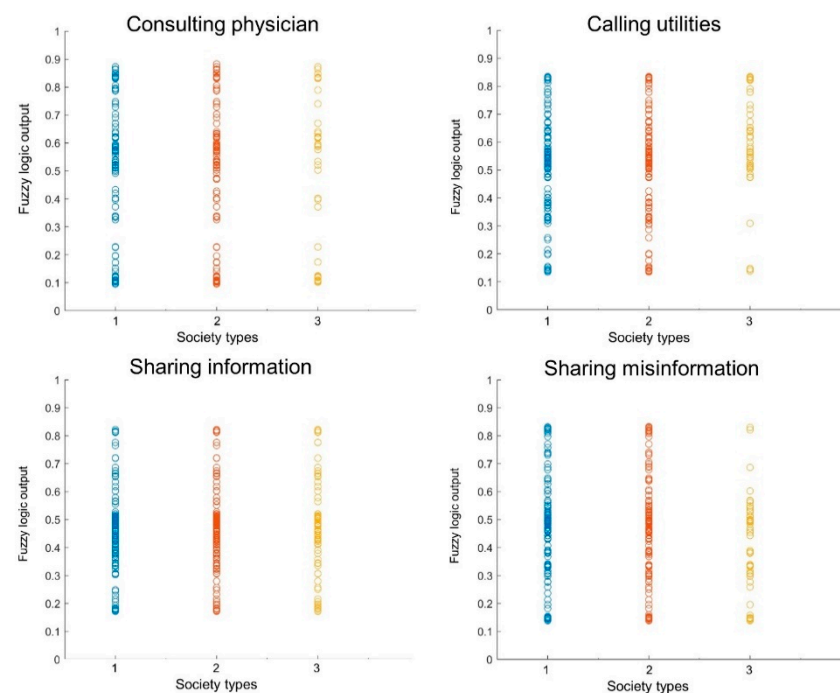 Consulting physician
Fuzzy logic output
1
0.9
0.8
0.7
0.6
0.5
0.4
0.3
0.2
0.1
0
1 2 3
Society types
Calling utilities
Fuzzy logic output
1
0.9
0.8
0.7
0.6
0.5
0.4
0.3
0.2
0.1
0
1 2 3
Society types
Sharing information
Fuzzy logic output
1
0.9
0.8
0.7
0.6
0.5
0.4
0.3
0.2
0.1
0
1 2 3
Society types
Sharing misinformation
Fuzzy logic output
1
0.9
0.8
0.7
0.6
0.5
0.4
0.3
0.2
0.1
0
1 2 3
Society types